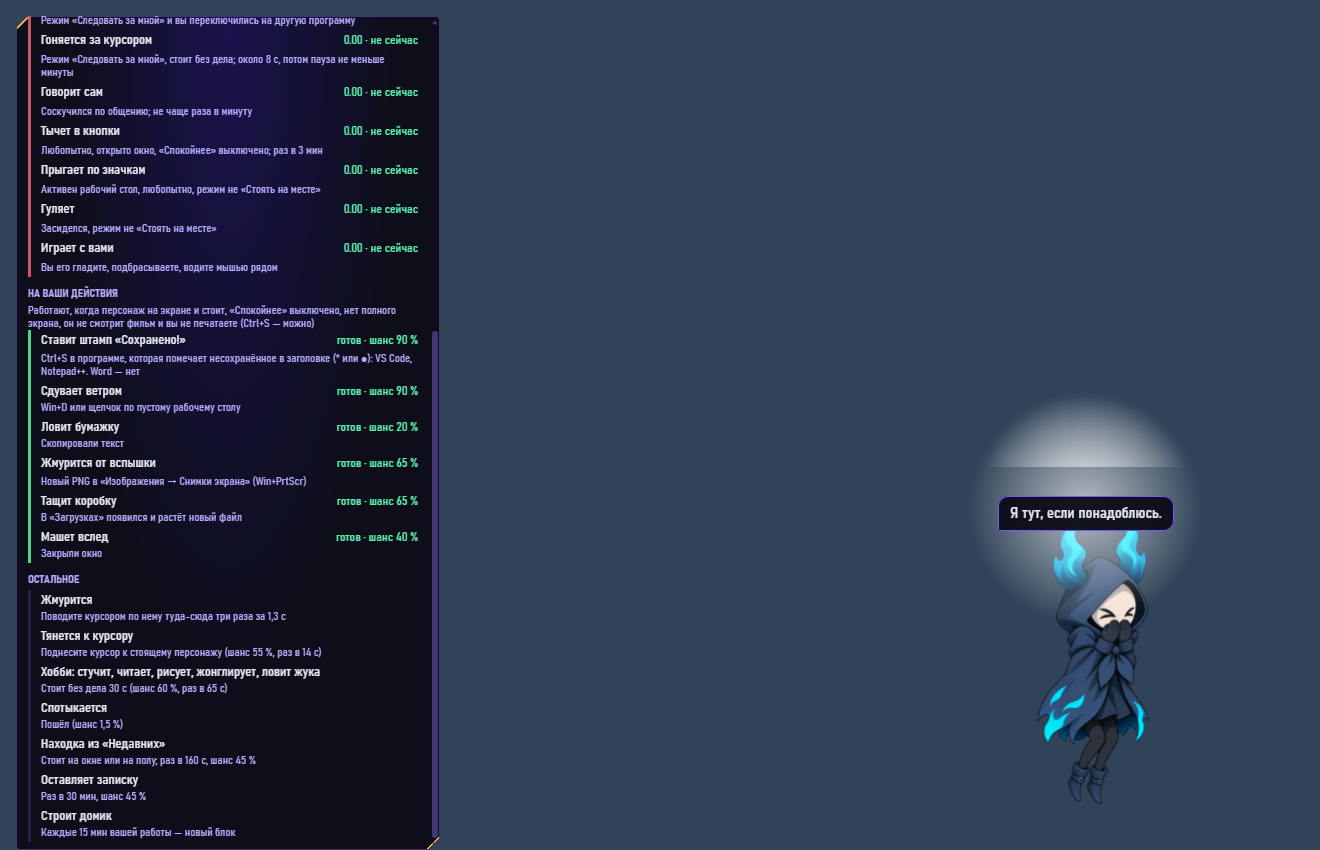 Режим «Следовать за мной» и вы переключились на другую программу
Гоняется за курсором
0.00 · не сейчас
Режим «Следовать за мной», стоит без дела; около 8 с, потом пауза не меньше
минуты
Говорит сам
0.00 · не сейчас
Соскучился по общению; не чаще раза в минуту
Тычет в кнопки
0.00 · не сейчас
Любопытно, открыто окно, «Спокойнее» выключено; раз в 3 мин
Прыгает по значкам
0.00 · не сейчас
Активен рабочий стол, любопытно, режим не «Стоять на месте»
Гуляет
0.00 · не сейчас
Засиделся, режим не «Стоять на месте»
Играет с вами
0.00 · не сейчас
Вы его гладите, подбрасываете, водите мышью рядом
НА ВАШИ ДЕЙСТВИЯ
Работают, когда персонаж на экране и стоит, «Спокойнее» выключено, нет полного
экрана, он не смотрит фильм и вы не печатаете (Ctrl+S — можно)
Ставит штамп «Сохранено!»
готов · шанс 90 %
Ctrl+S в программе, которая помечает несохранённое в заголовке (* или ●): VS Code,
Notepad++. Word — нет
Сдувает ветром
готов · шанс 90 %
Win+D или щелчок по пустому рабочему столу
Ловит бумажку
готов · шанс 20 %
Скопировали текст
Жмурится от вспышки
готов · шанс 65 %
Новый PNG в «Изображения → Снимки экрана» (Win+PrtScr)
Тащит коробку
готов · шанс 65 %
В «Загрузках» появился и растёт новый файл
Машет вслед
готов · шанс 40 %
Закрыли окно
ОСТАЛЬНОЕ
Жмурится
Поводите курсором по нему туда-сюда три раза за 1,3 с
Тянется к курсору
Поднесите курсор к стоящему персонажу (шанс 55 %, раз в 14 с)
Хобби: стучит, читает, рисует, жонглирует, ловит жука
Стоит без дела 30 с (шанс 60 %, раз в 65 с)
Спотыкается
Пошёл (шанс 1,5 %)
Находка из «Недавних»
Стоит на окне или на полу; раз в 160 с, шанс 45 %
Оставляет записку
Раз в 30 мин, шанс 45 %
Строит домик
Каждые 15 мин вашей работы — новый блок
Я тут, если понадоблюсь.